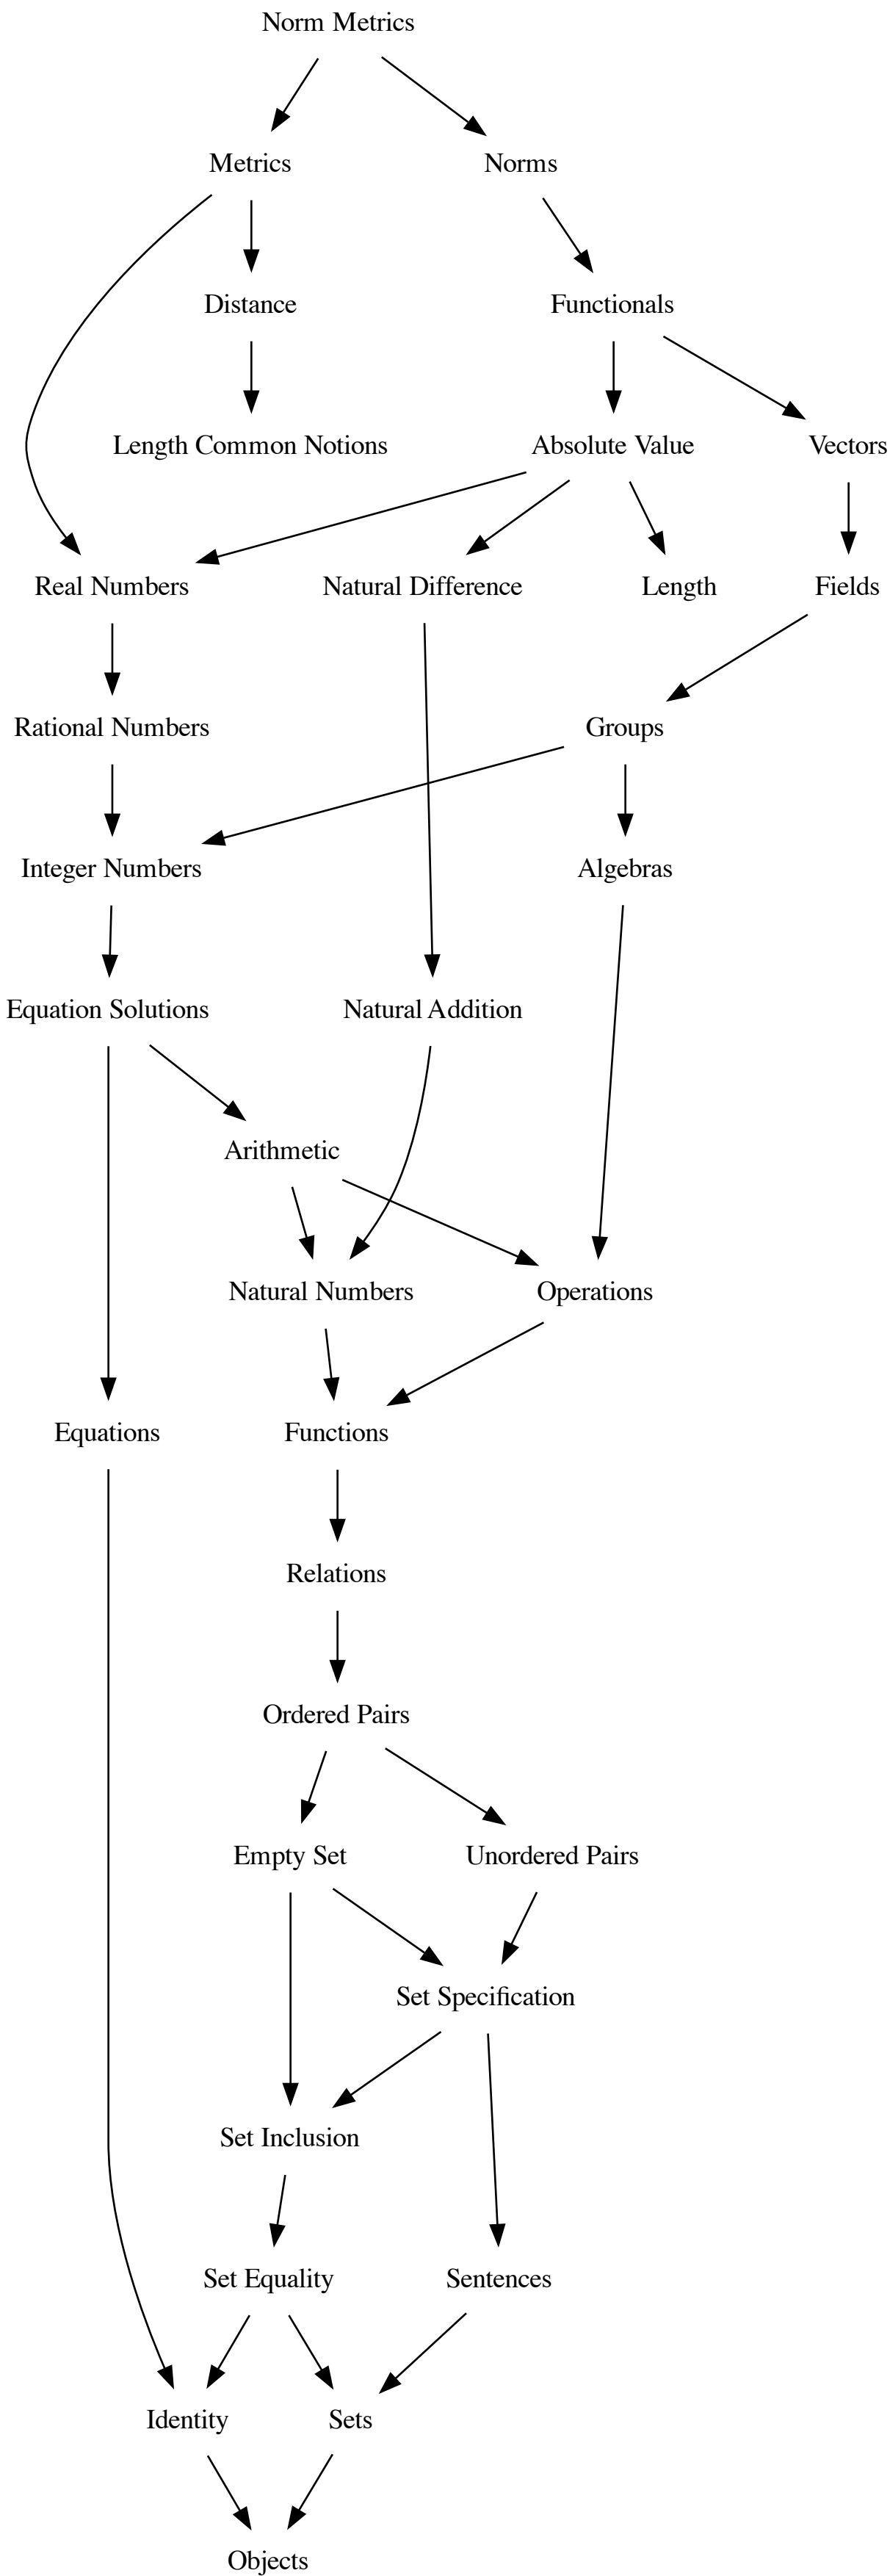 Norm Metrics
Metrics
Norms
Distance
Functionals
Length Common Notions
Absolute Value
Vectors
Real Numbers
Natural Difference
Length
Fields
Rational Numbers
Groups
Integer Numbers
Algebras
Equation Solutions
Natural Addition
Arithmetic
Natural Numbers
Operations
Equations
Functions
Relations
Ordered Pairs
Empty Set
Unordered Pairs
Set Specification
Set Inclusion
Set Equality
Sentences
Identity
Sets
Objects